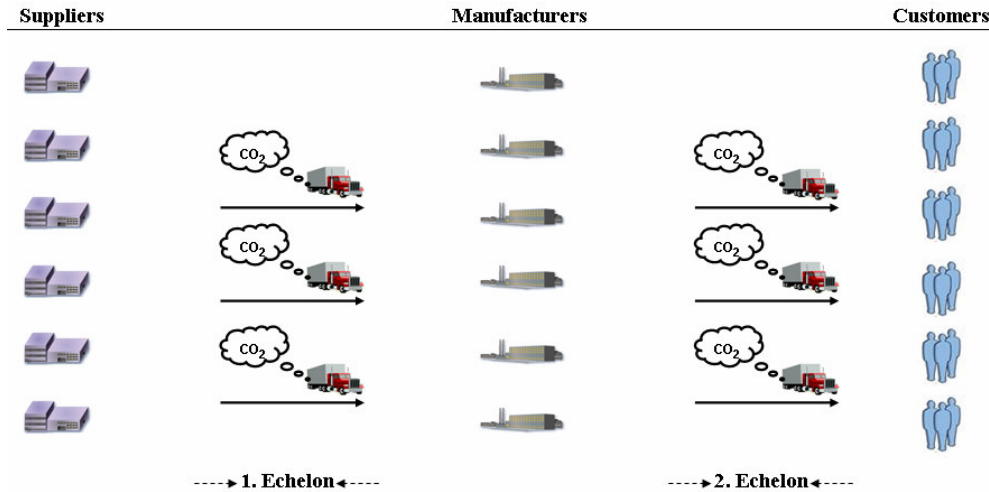 Suppliers
Manufacturers
Customers
CO2
CO2
CO2
CO2
CO2
CO2
1. Echelon
2. Echelon